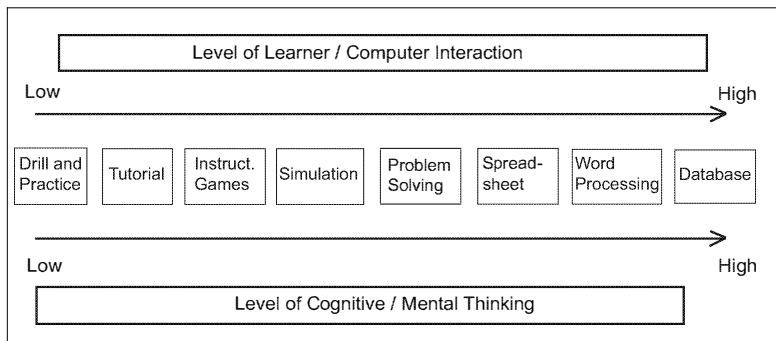 Level of Learner / Computer Interaction
Low
High
Drill and
Practice
Tutorial
Instruct.
Games
Simulation
Problem
Solving
Spread-
sheet
Word
Processing
Database
Low
High
Level of Cognitive / Mental Thinking